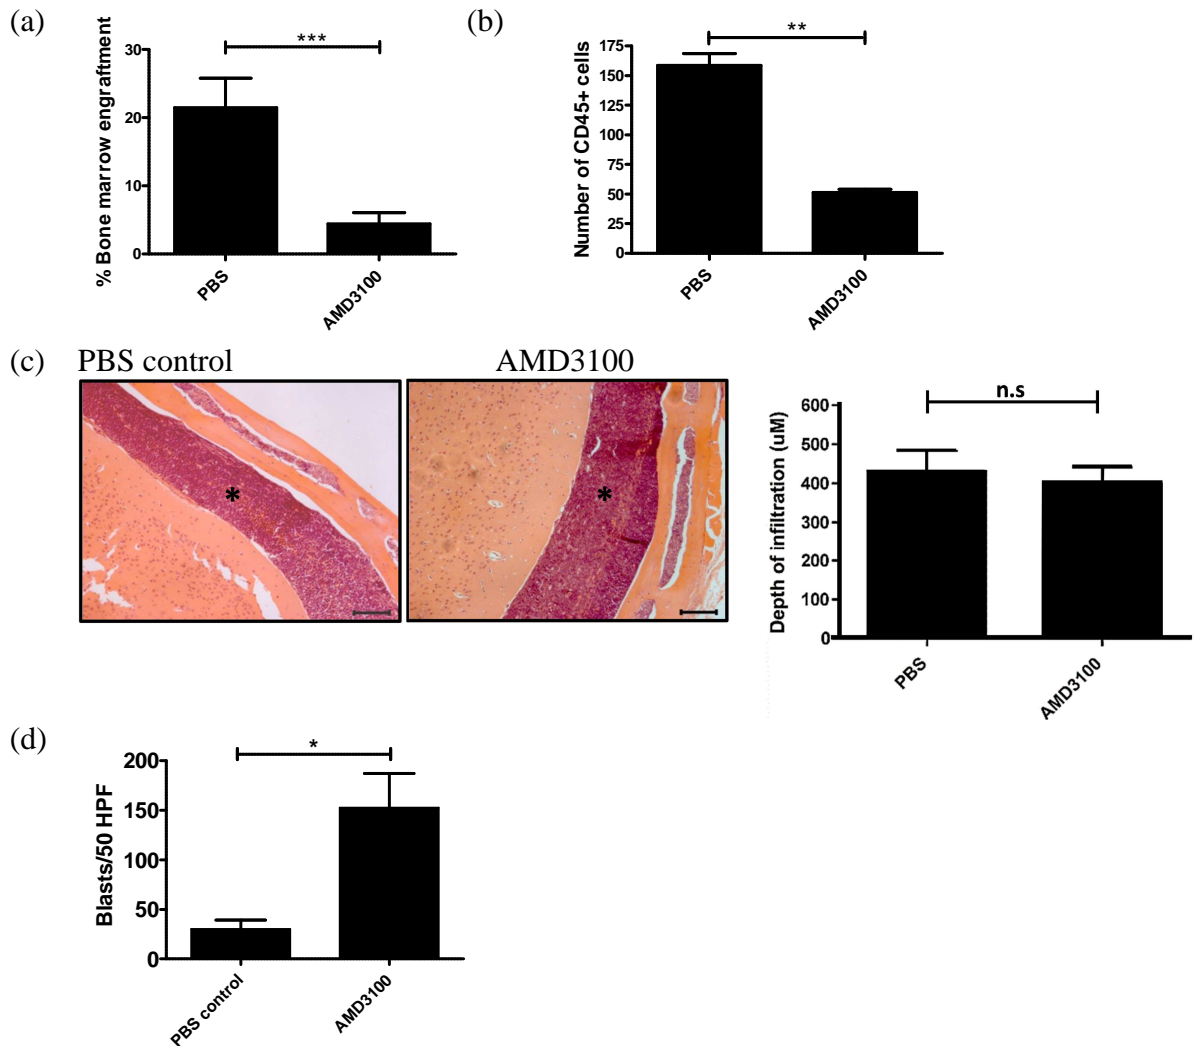 (a)
% Bone marrow engraftment
30
20
10
0
***
PBS
AMD3100
(b)
Number of CD45+ cells
175
150
125
100
75
50
25
0
**
PBS
AMD3100
(c) PBS control AMD3100
*
*
Depth of infiltration (uM)
600
500
400
300
200
100
0
n.s
PBS
AMD3100
(d)
Blasts/50 HPF
200
150
100
50
0
*
PBS control
AMD3100